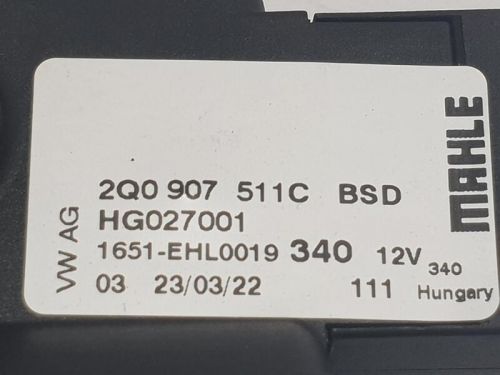 2Q0 907 511C BSD
HG027001
1651-EHL0019 340 12V 340
03 23/03/22 111 Hungary
VW AG
MAHLE